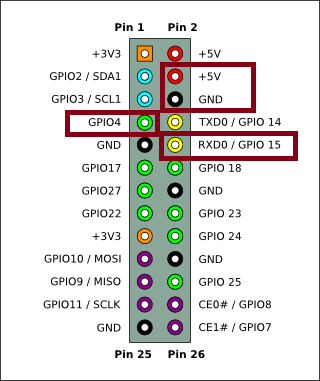 Pin 1 Pin 2
+3V3 +5V
GPIO2 / SDA1 +5V
GPIO3 / SCL1 GND
GPIO4 TXD0 / GPIO 14
GND RXD0 / GPIO 15
GPIO17 GPIO 18
GPIO27 GND
GPIO22 GPIO 23
+3V3 GPIO 24
GPIO10 / MOSI GND
GPIO9 / MISO GPIO 25
GPIO11 / SCLK CE0# / GPIO8
GND CE1# / GPIO7
Pin 25 Pin 26